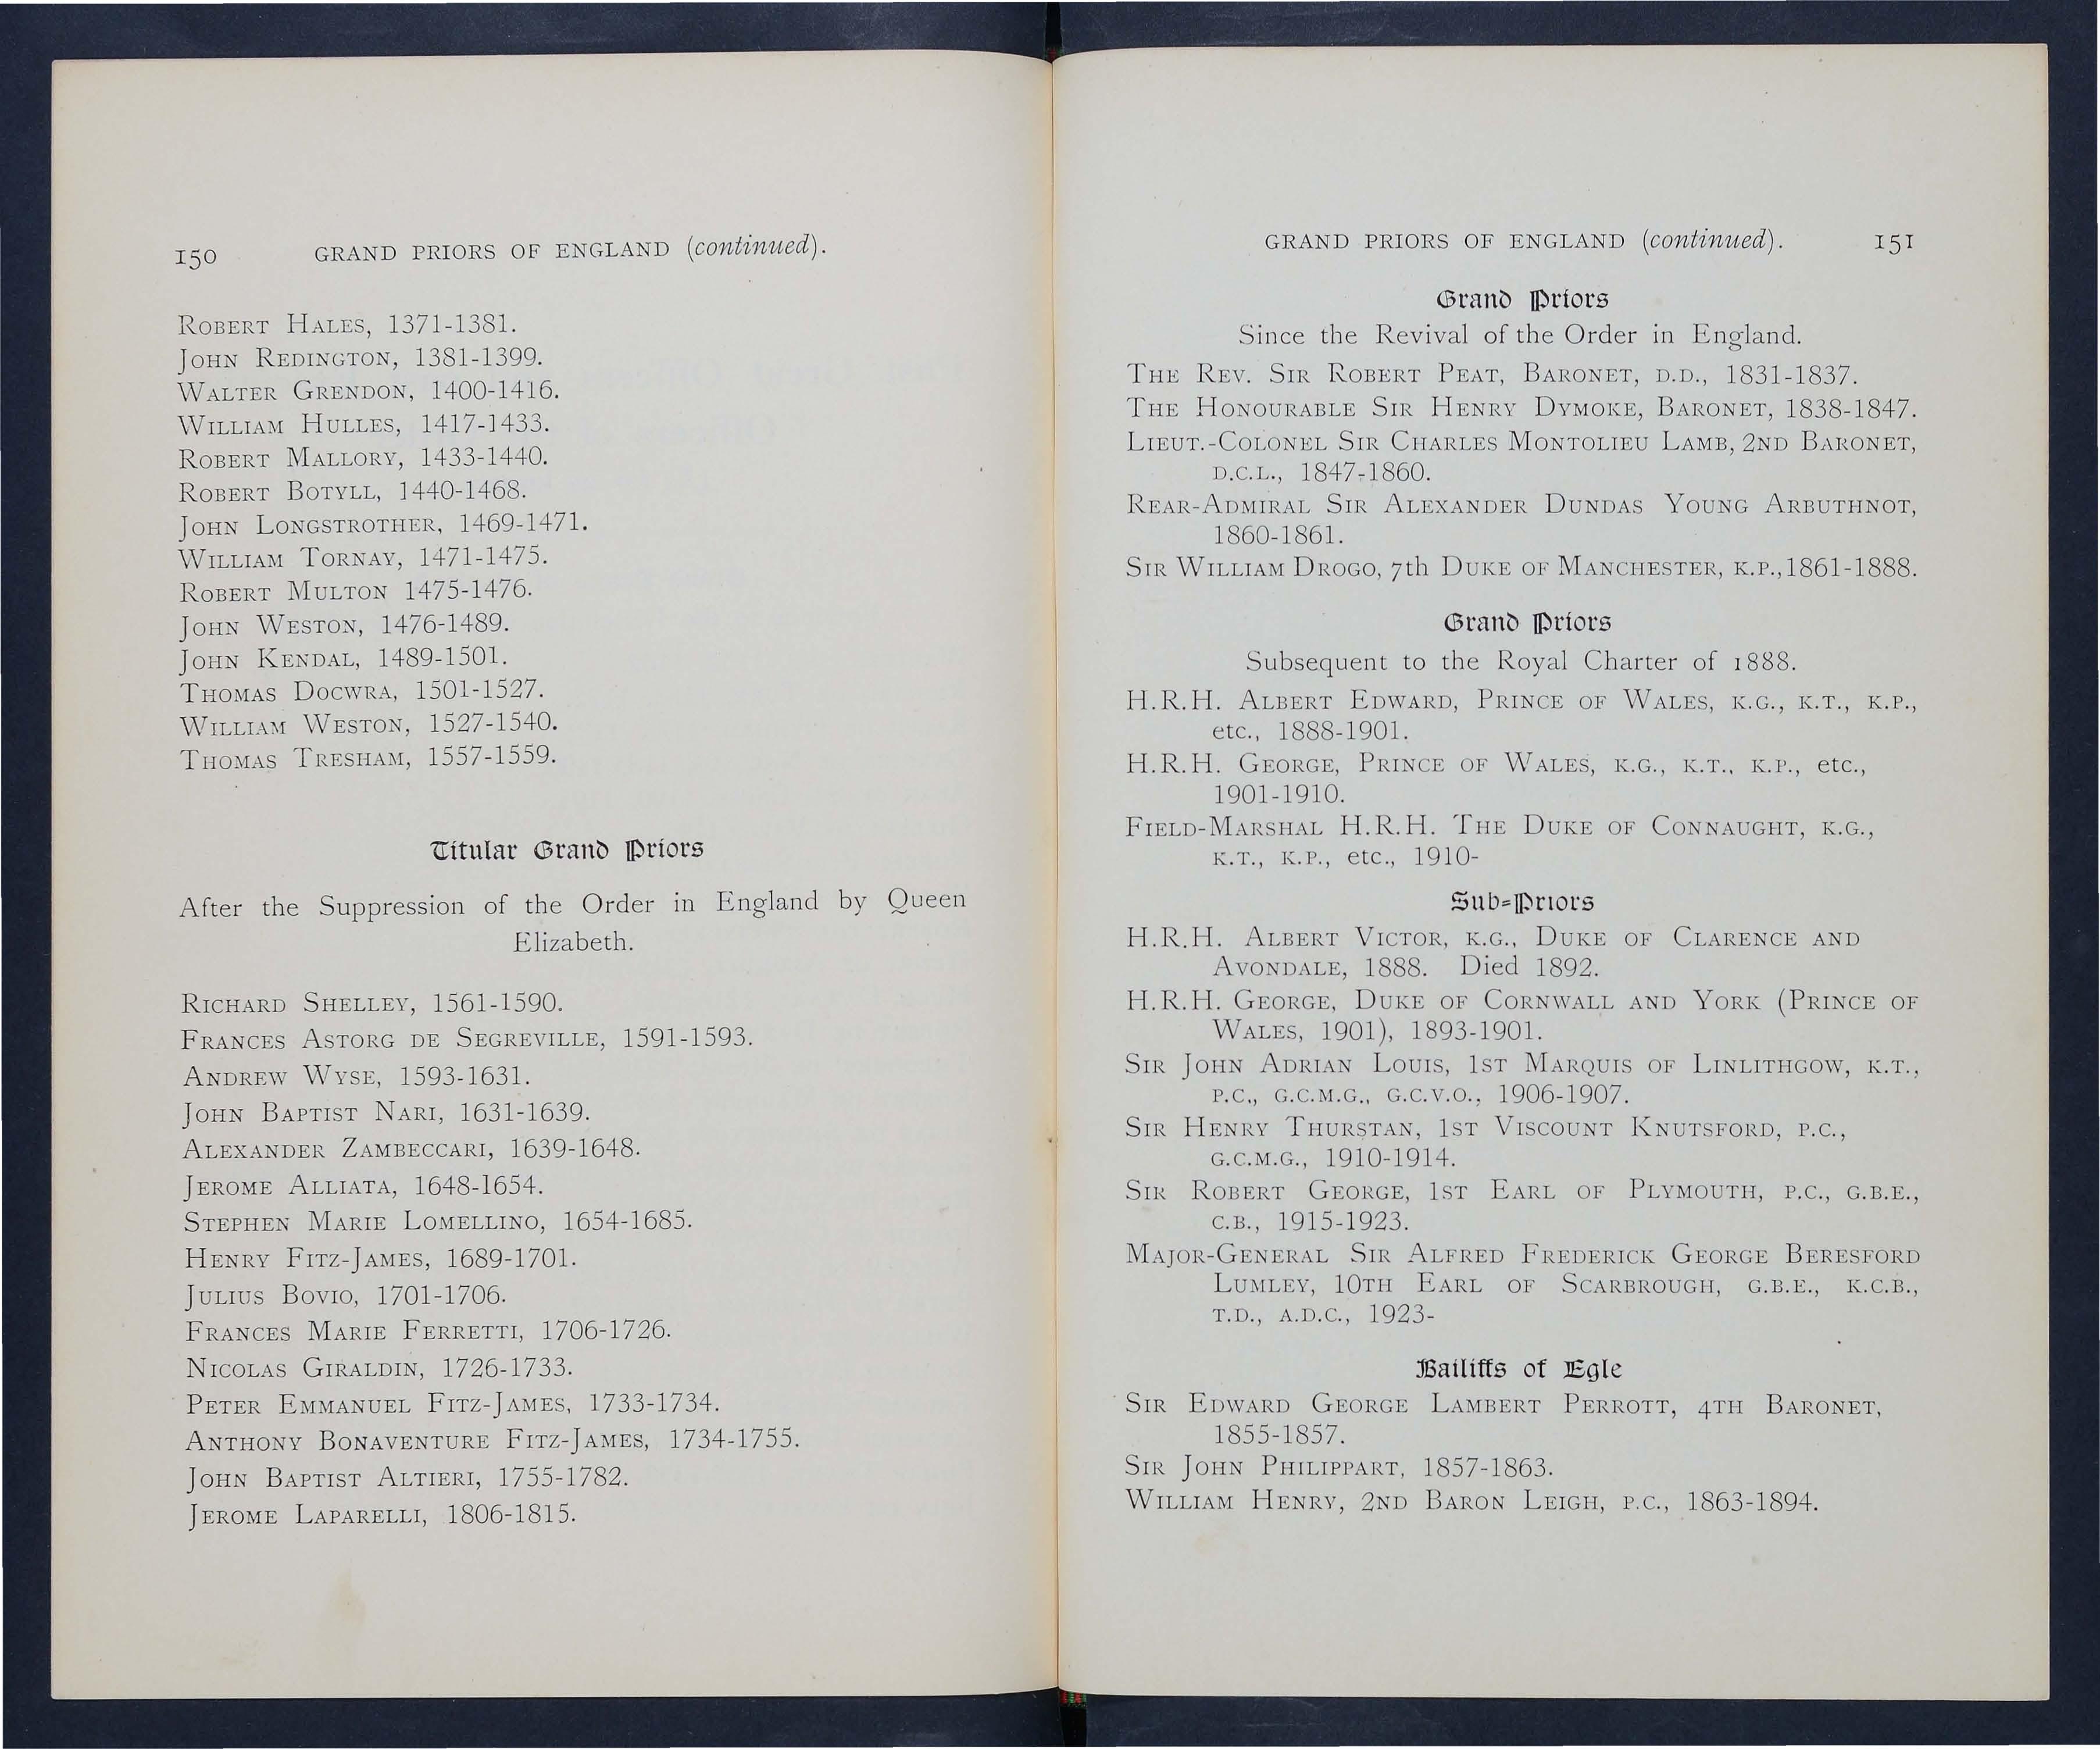 150 GRAND PRIORS OF ENGLAND (continued).
ROBERT HALES, 1371-1381.
JOHN REDINGTON, 1381-1399.
WALTER GRENDON, 1400-1416.
WILLIAM HULLES, 1417-1433.
ROBERT MALLORY, 1433-1440.
ROBERT BOTYLL, 1440-1468.
JOHN LONGSTROTHER, 1469-1471.
WILLIAM TORNAY, 1471-1475.
ROBERT MULTON 1475-1476.
JOHN WESTON, 1476-1489.
JOHN KENDAL, 1489-1501.
THOMAS DOCWRA, 1501-1527.
WILLIAM WESTON, 1527-1540.
THOMAS TRESHAM, 1557-1559.
Titular Grand Priors
After the Suppression of the Order in England by Queen
Elizabeth.
RICHARD SHELLEY, 1561-1590.
FRANCES ASTORG DE SEGREVILLE, 1591-1593.
ANDREW WYSE, 1593-1631.
JOHN BAPTIST NARI, 1631-1639.
ALEXANDER ZAMBECCARI, 1639-1648.
JEROME ALLIATA, 1648-1654.
STEPHEN MARIE LOMELLINO, 1654-1685.
HENRY FITZ-JAMES, 1689-1701.
JULIUS BOVIO, 1701-1706.
FRANCES MARIE FERRETTI, 1706-1726.
NICOLAS GIRALDIN, 1726-1733.
PETER EMMANUEL FITZ-JAMES, 1733-1734.
ANTHONY BONAVENTURE FITZ-JAMES, 1734-1755.
JOHN BAPTIST ALTIERI, 1755-1782.
JEROME LAPARELLI, 1806-1815.
GRAND PRIORS OF ENGLAND (continued). 151
Grand Priors
Since the Revival of the Order in England.
THE REV. SIR ROBERT PEAT, BARONET, D.D., 1831-1837.
THE HONOURABLE SIR HENRY DYMOKE, BARONET, 1838-1847.
LIEUT.-COLONEL SIR CHARLES MONTOLIEU LAMB, 2ND BARONET,
D.C.L., 1847-1860.
REAR-ADMIRAL SIR ALEXANDER DUNDAS YOUNG ARBUTHNOT,
1860-1861.
SIR WILLIAM DROGO, 7th DUKE OF MANCHESTER, K.P., 1861-1888.
Grand Priors
Subsequent to the Royal Charter of 1888.
H.R.H. ALBERT EDWARD, PRINCE OF WALES, K.G., K.T., K.P.,
etc., 1888-1901.
H.R.H. GEORGE, PRINCE OF WALES, K.G., K.T., K.P., etc.,
1901-1910.
FIELD-MARSHAL H.R.H. THE DUKE OF CONNAUGHT, K.G.,
K.T., K.P., etc., 1910-
Sub-Priors
H.R.H. ALBERT VICTOR, K.G., DUKE OF CLARENCE AND
AVONDALE, 1888. Died 1892.
H.R.H. GEORGE, DUKE OF CORNWALL AND YORK (PRINCE OF
WALES, 1901), 1893-1901.
SIR JOHN ADRIAN LOUIS, 1ST MARQUIS OF LINLITHGOW, K.T.,
P.C., G.C.M.G., G.C.V.O., 1906-1907.
SIR HENRY THURSTAN, 1ST VISCOUNT KNUTSFORD, P.C.,
G.C.M.G., 1910-1914.
SIR ROBERT GEORGE, 1ST EARL OF PLYMOUTH, P.C., G.B.E.,
C.B., 1915-1923.
MAJOR-GENERAL SIR ALFRED FREDERICK GEORGE BERESFORD
LUMLEY, 10TH EARL OF SCARBROUGH, G.B.E., K.C.B.,
T.D., A.D.C., 1923-
Bailiffs of Egle
SIR EDWARD GEORGE LAMBERT PERROTT, 4TH BARONET,
1855-1857.
SIR JOHN PHILIPPART, 1857-1863.
WILLIAM HENRY, 2ND BARON LEIGH, P.C., 1863-1894.